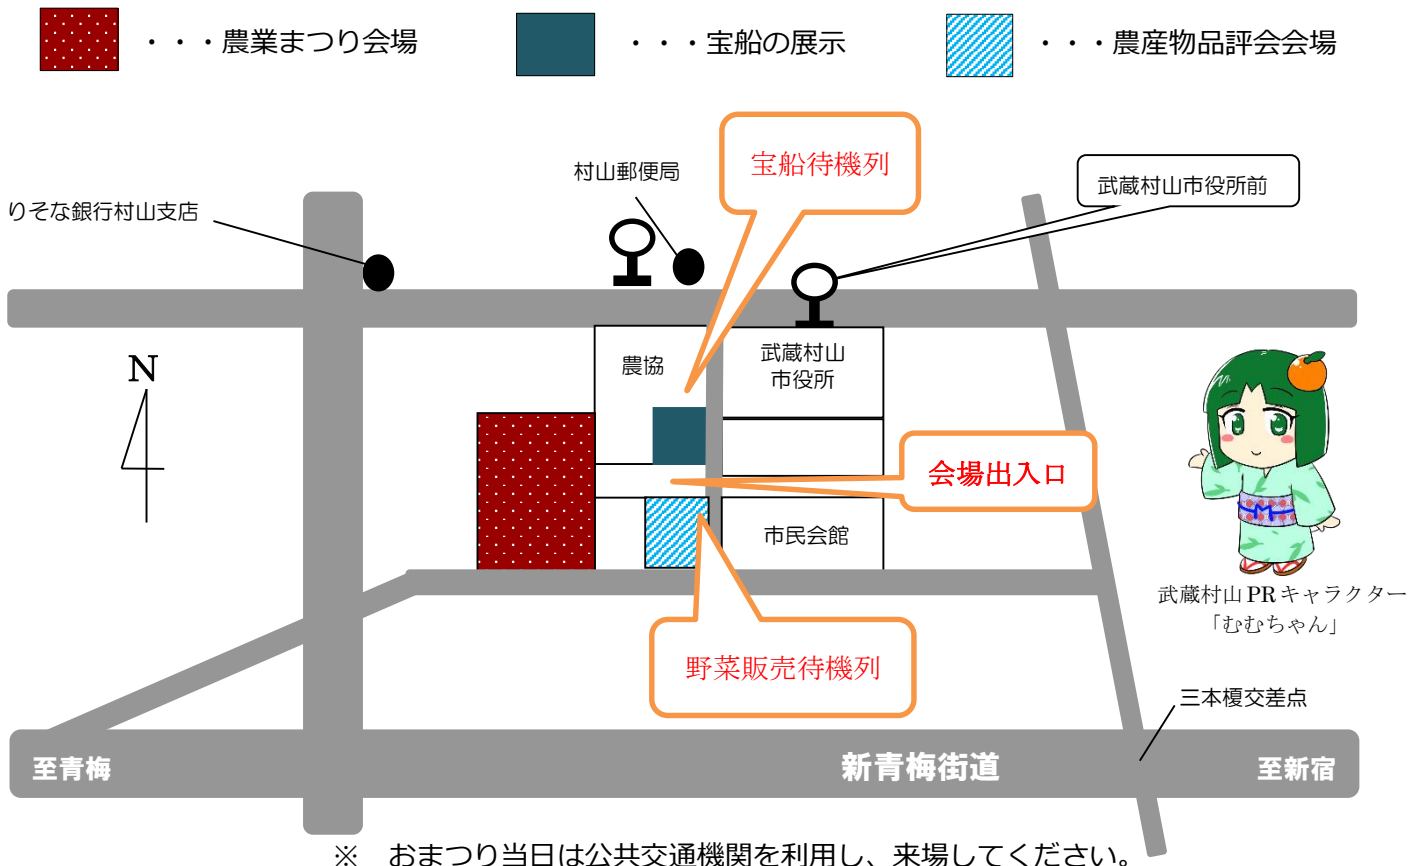 ・・・農業まつり会場
・・・宝船の展示
・・・農産物品評会会場
宝船待機列
村山郵便局
武蔵村山市役所前
りそな銀行村山支店
N
農協
武蔵村山
市役所
会場出入口
市民会館
武蔵村山PRキャラクター
「むむちゃん」
野菜販売待機列
三本榎交差点
至青梅
新青梅街道
至新宿
※　おまつり当日は公共交通機関を利用し、来場してください。